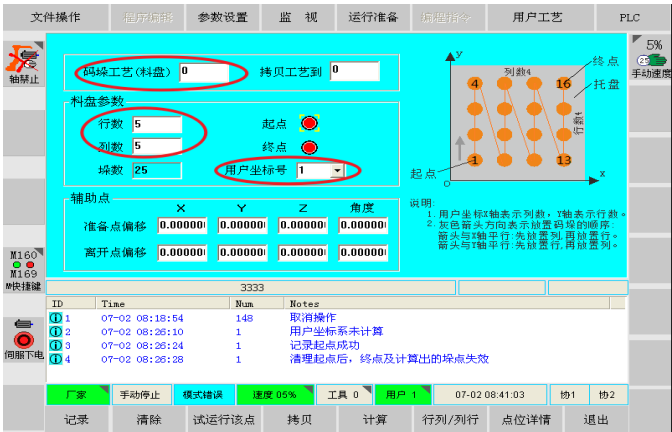 文件操作 程序编辑 参数设置 监 视 运行准备 编程指令 用户工艺 PLC
轴禁止
5%
手动速度
码垛工艺(料盘) 0 拷贝工艺到 0
料盘参数
行数 5 起点
列数 5 终点
垛数 25 用户坐标号 1
辅助点
X Y Z 角度
准备点偏移 0.00000 0.00000 0.00000 0.00000
离开点偏移 0.00000 0.00000 0.00000 0.00000
Y
列数4
终点
4 16
托盘
行数4
起点 1 13
O X
说明:
1. 用户坐标X轴表示列数,Y轴表示行数。
2. 灰色箭头方向表示放置码垛的顺序:
箭头与X轴平行:先放置列,再放置行。
箭头与Y轴平行:先放置行,再放置列。
M160
M169
M快捷键
伺服下电
3333
ID Time Num Notes
1 07-02 08:18:54 148 取消操作
2 07-02 08:26:10 1 用户坐标系未计算
3 07-02 08:26:24 1 记录起点成功
4 07-02 08:26:28 1 清理起点后，终点及计算出的垛点失效
厂家 手动停止 模式错误 速度 05% 工具 0 用户 1 07-02 08:41:03 协1 协2
记录 清除 试运行该点 拷贝 计算 行列/列行 点位详情 退出